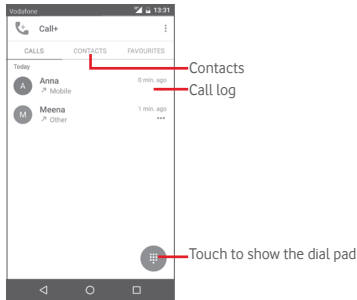 Vodafone 13:31
Call+
CALLS CONTACTS FAVOURITES
Today
A Anna 0 min. ago
Mobile
M Meena 1 min. ago
Other
Contacts
Call log
Touch to show the dial pad